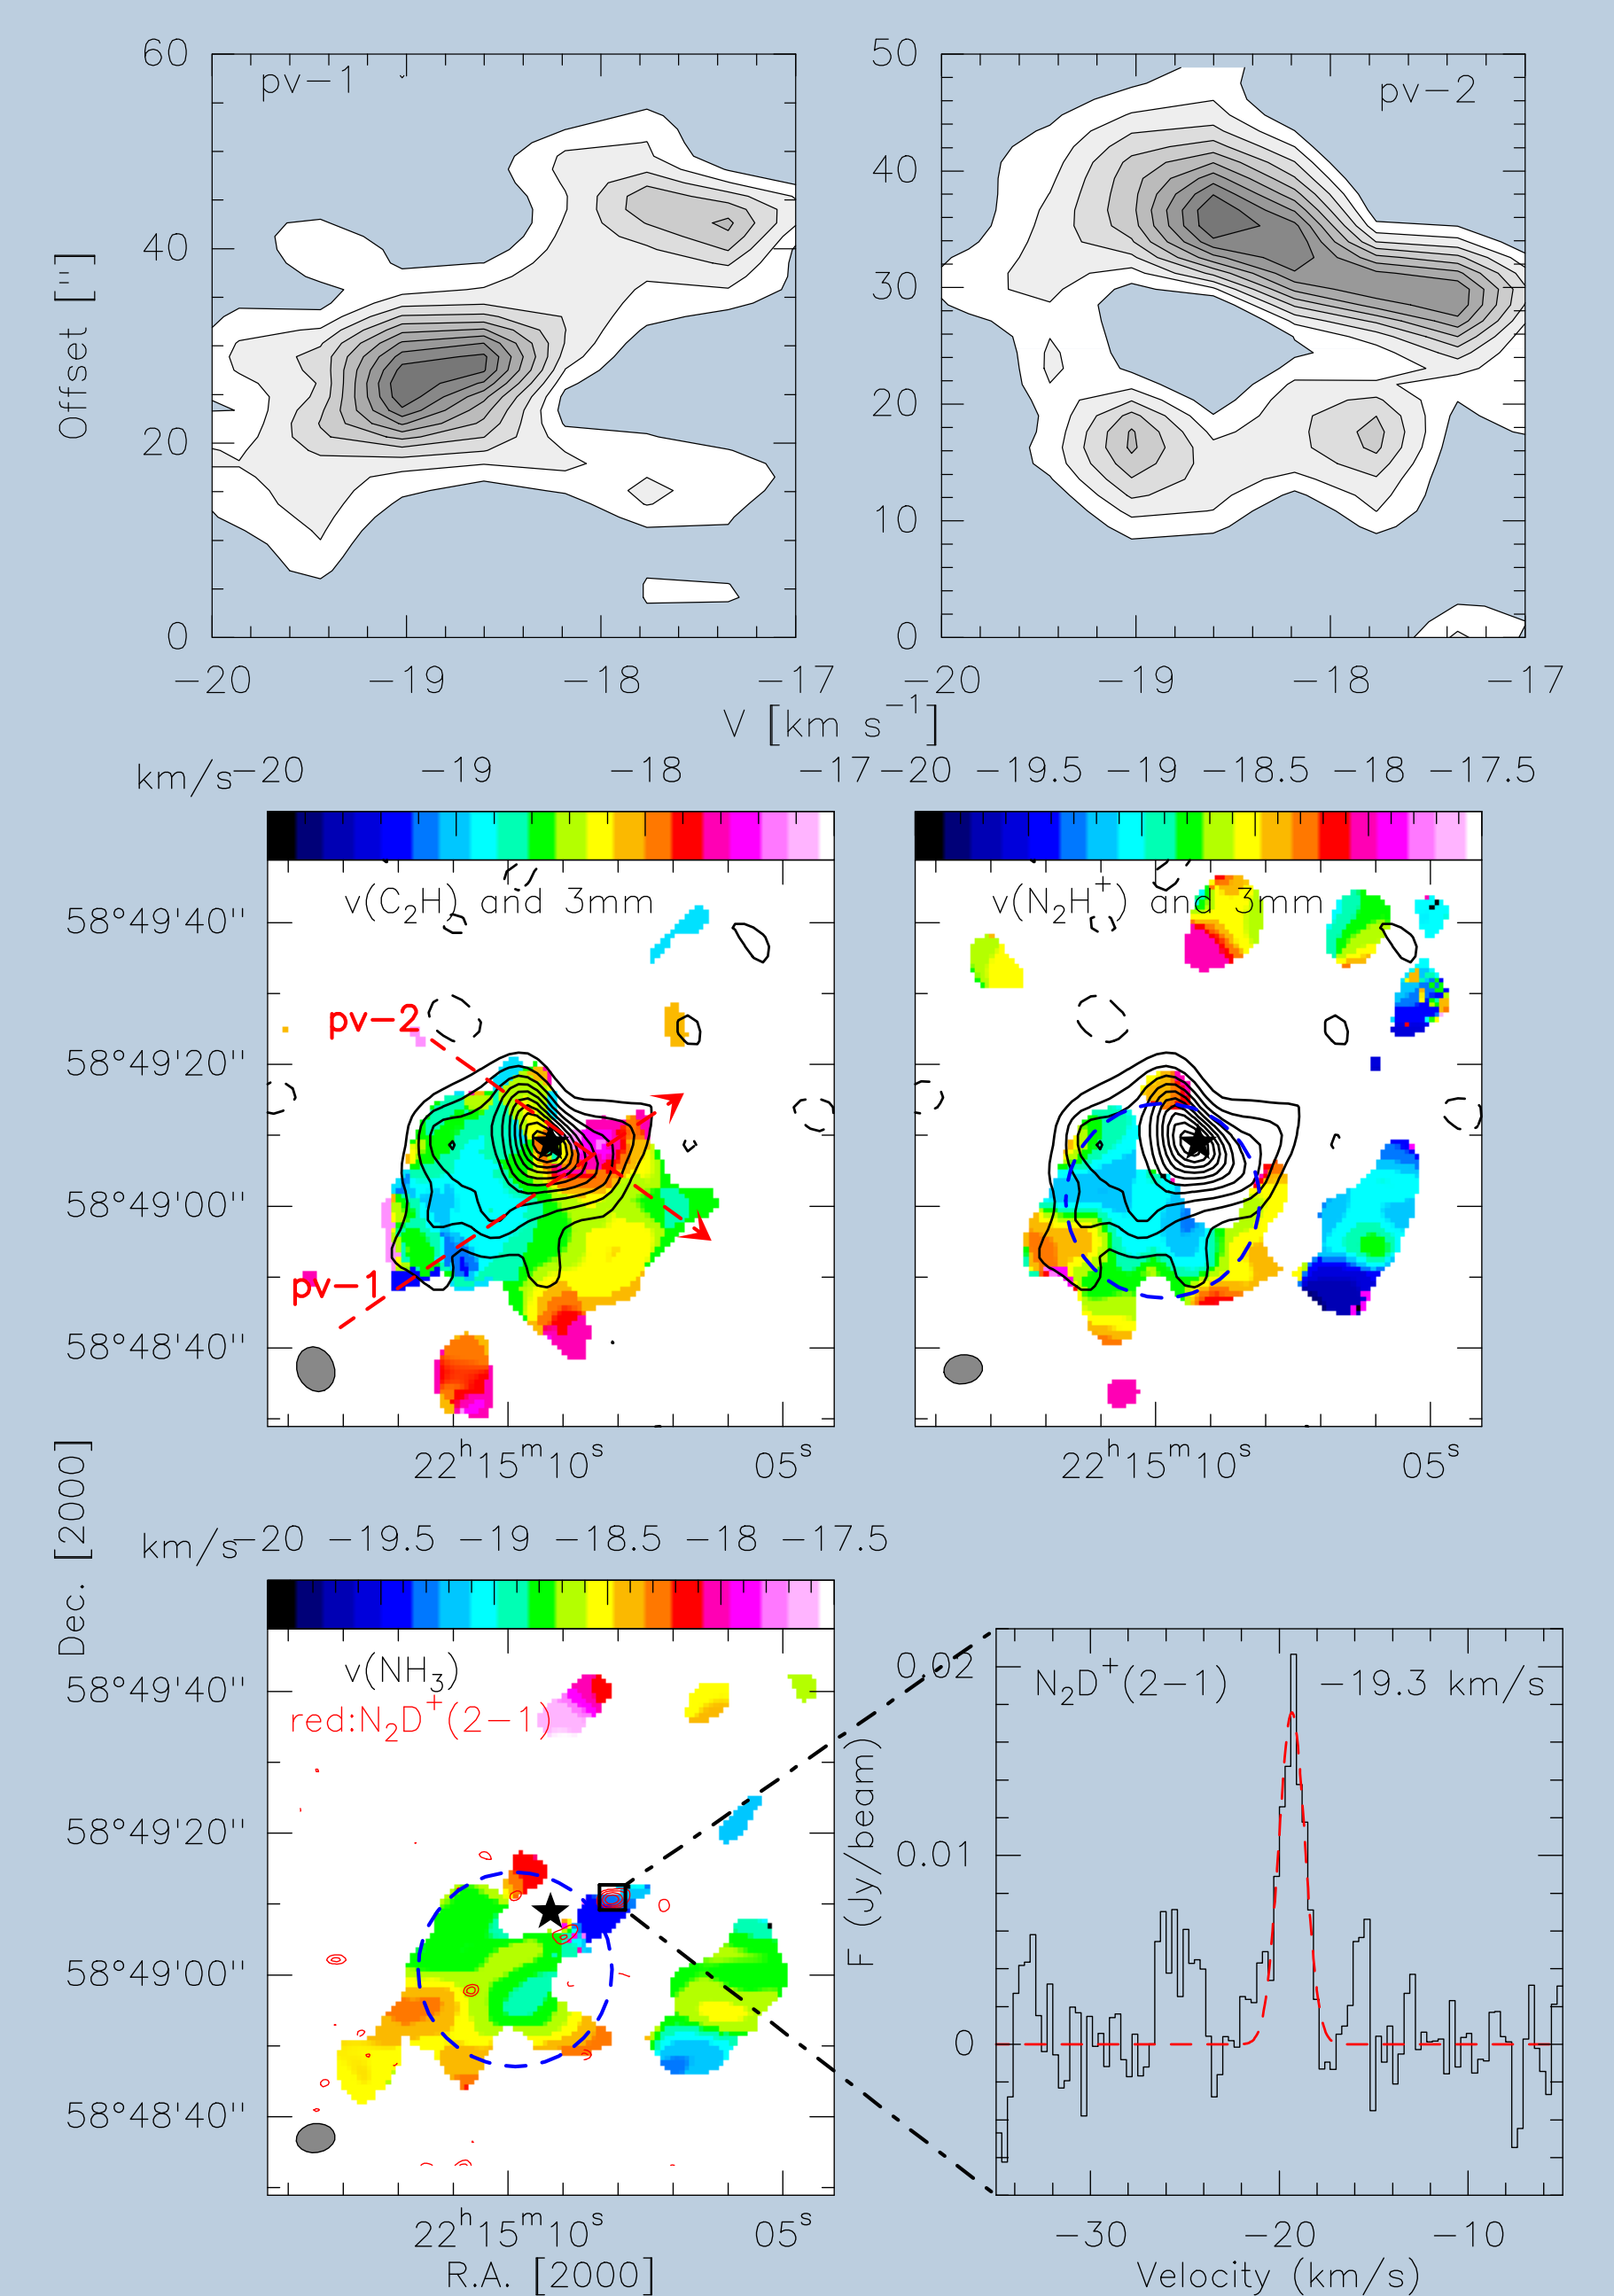 60
pv−1
40
20
0
−20 −19 −18 −17
Offset ["]
50
pv−2
40
30
20
10
0
−20 −19 −18 −17
V [km s−1]
km/s −20 −19 −18 −17
v(C2H) and 3mm
58°49'40''
58°49'20''
58°49'00''
58°48'40''
pv−2
pv−1
22h15m10s 05s
−20 −19.5 −19 −18.5 −18 −17.5
v(N2H+) and 3mm
22h15m10s 05s
Dec. [2000]
km/s −20 −19.5 −19 −18.5 −18 −17.5
v(NH3)
red:N2D+(2−1)
58°49'40''
58°49'20''
58°49'00''
58°48'40''
22h15m10s 05s
R.A. [2000]
N2D+(2−1) −19.3 km/s
0.02
0.01
0
F (Jy/beam)
−30 −20 −10
Velocity (km/s)